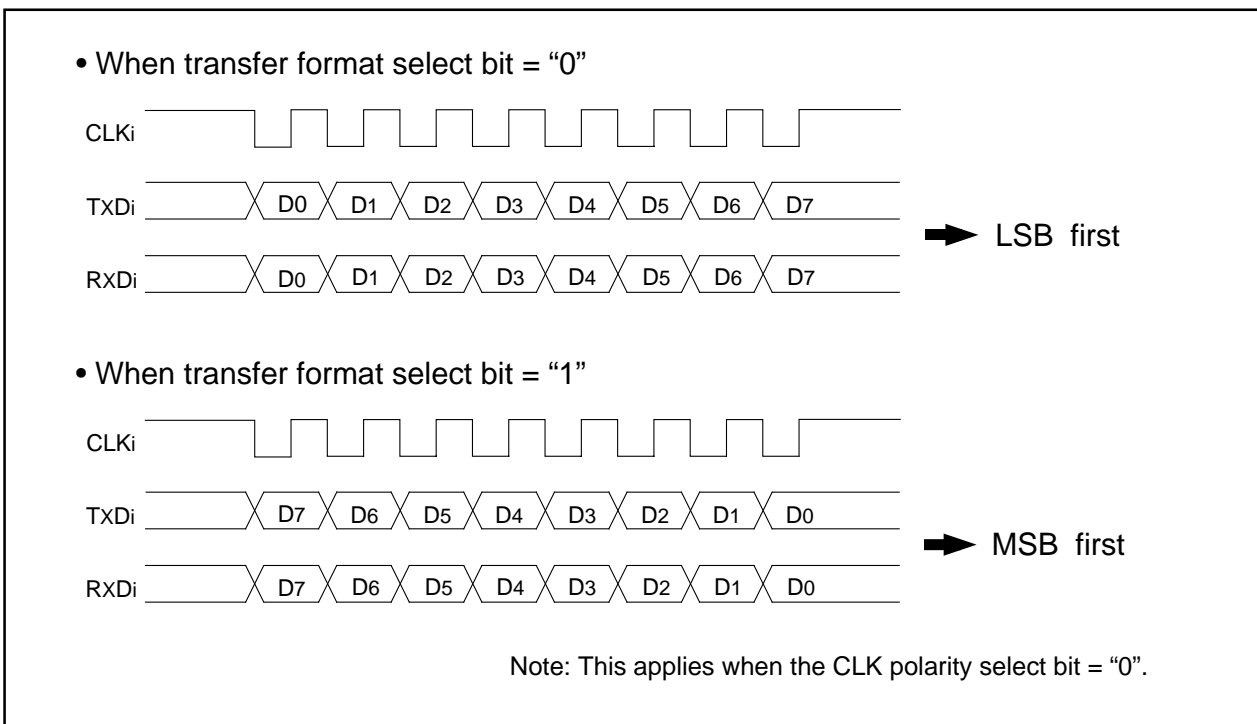 • When transfer format select bit = “0”
CLKi
TXDi D0 D1 D2 D3 D4 D5 D6 D7
LSB first
RXDi D0 D1 D2 D3 D4 D5 D6 D7
• When transfer format select bit = “1”
CLKi
TXDi D7 D6 D5 D4 D3 D2 D1 D0
MSB first
RXDi D7 D6 D5 D4 D3 D2 D1 D0
Note: This applies when the CLK polarity select bit = “0”.